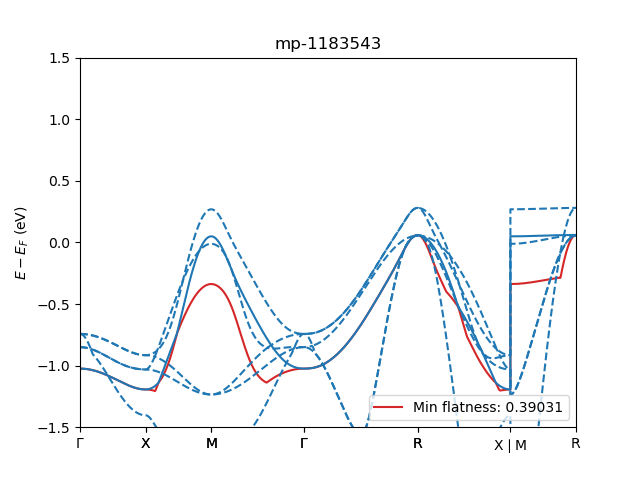 mp-1183543
E − E_F (eV)
1.5
1.0
0.5
0.0
−0.5
−1.0
−1.5
Min flatness: 0.39031
Γ X M Γ R X | M R